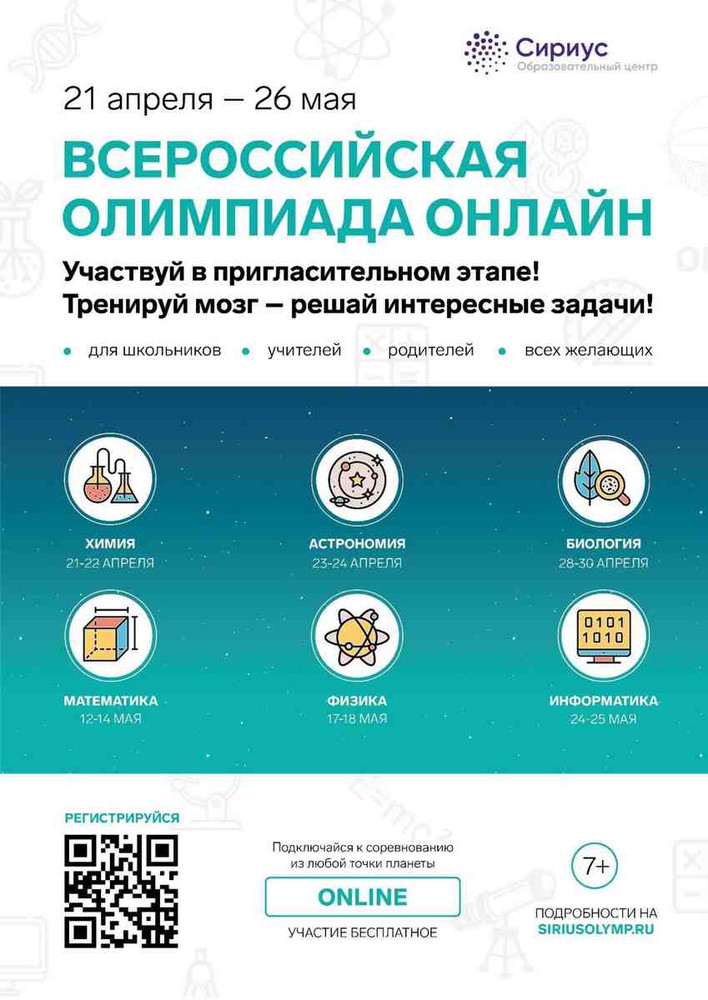 Сириус
Образовательный центр
21 апреля – 26 мая
ВСЕРОССИЙСКАЯ
ОЛИМПИАДА ОНЛАЙН
Участвуй в пригласительном этапе!
Тренируй мозг – решай интересные задачи!
• для школьников • учителей • родителей • всех желающих
ХИМИЯ АСТРОНОМИЯ БИОЛОГИЯ
21-22 АПРЕЛЯ 23-24 АПРЕЛЯ 28-30 АПРЕЛЯ
0101
1010
МАТЕМАТИКА ФИЗИКА ИНФОРМАТИКА
12-14 МАЯ 17-18 МАЯ 24-25 МАЯ
E=mc²
РЕГИСТРИРУЙСЯ
Подключайся к соревнованию
из любой точки планеты
ONLINE
УЧАСТИЕ БЕСПЛАТНОЕ
7+
ПОДРОБНОСТИ НА
SIRIUSOLYMP.RU